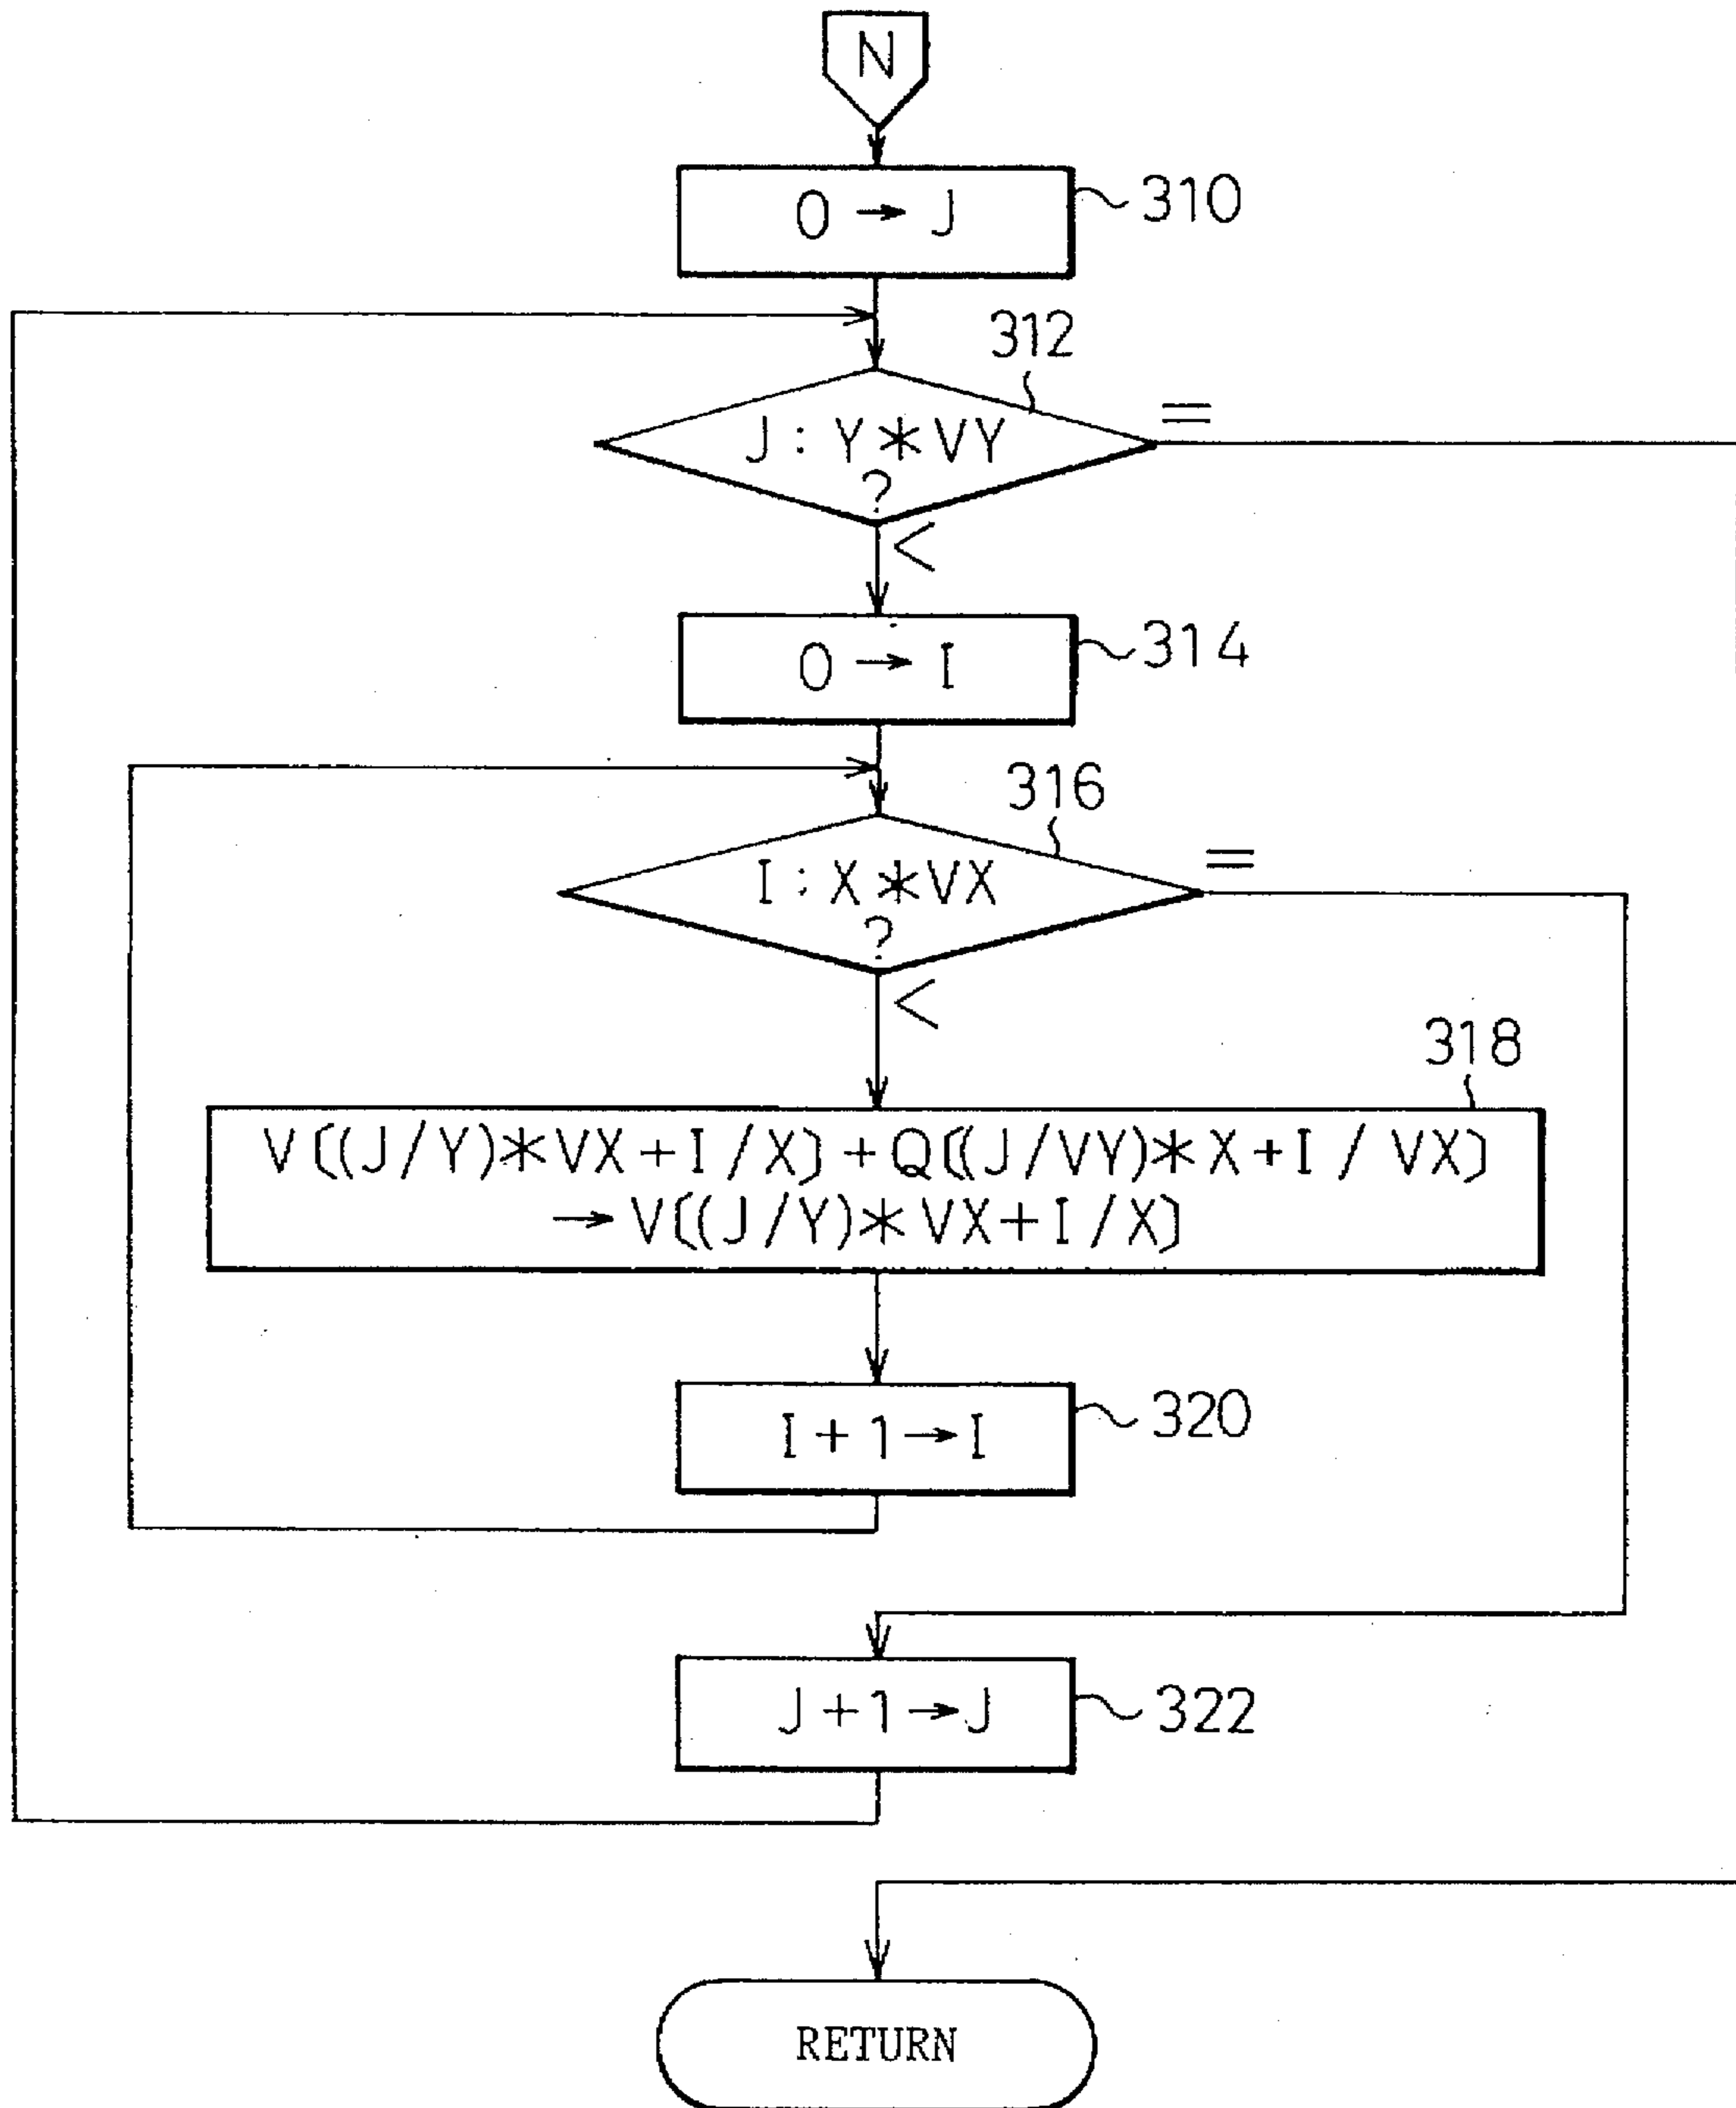 N
0 → J
310
312
J : Y * VY
?
=
<
0 → I
314
316
I : X * VX
?
=
<
318
V[(J/Y)*VX+I/X]+Q[(J/VY)*X+I/VX]
→ V[(J/Y)*VX+I/X]
I + 1 → I
320
J + 1 → J
322
RETURN